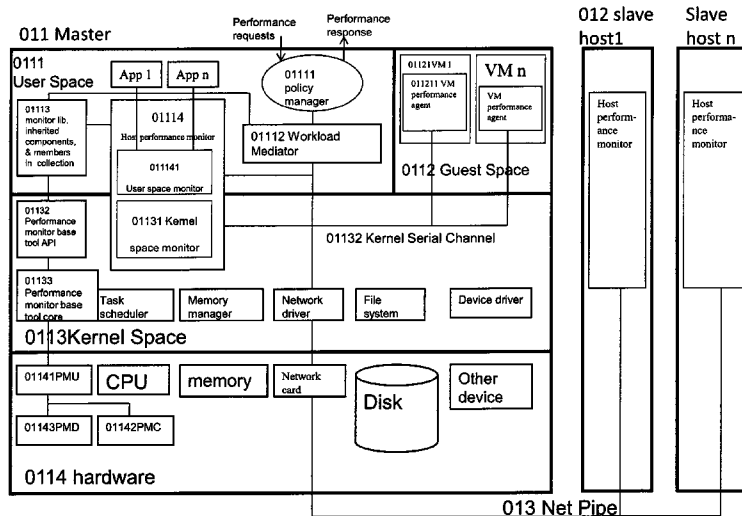 Performance
requests
Performance
response
011 Master
012 slave
host1
Slave
host n
0111
User Space
App 1
App n
01111
policy
manager
01121VM 1
011211 VM
performance
agent
VM n
VM
performance
agent
01113
monitor lib,
inherited
components,
& members
in collection
01114
Host performance monitor
01112 Workload
Mediator
Host
perform-
ance
monitor
Host
performa-
nce
monitor
011141
User space monitor
0112 Guest Space
01132
Performance
monitor base
tool API
01131 Kernel
space monitor
01132 Kernel Serial Channel
01133
Performance
monitor base
tool core
Task
scheduler
Memory
manager
Network
driver
File
system
Device driver
0113Kernel Space
01141PMU
CPU
memory
Network
card
Disk
Other
device
01143PMD
01142PMC
0114 hardware
013 Net Pipe